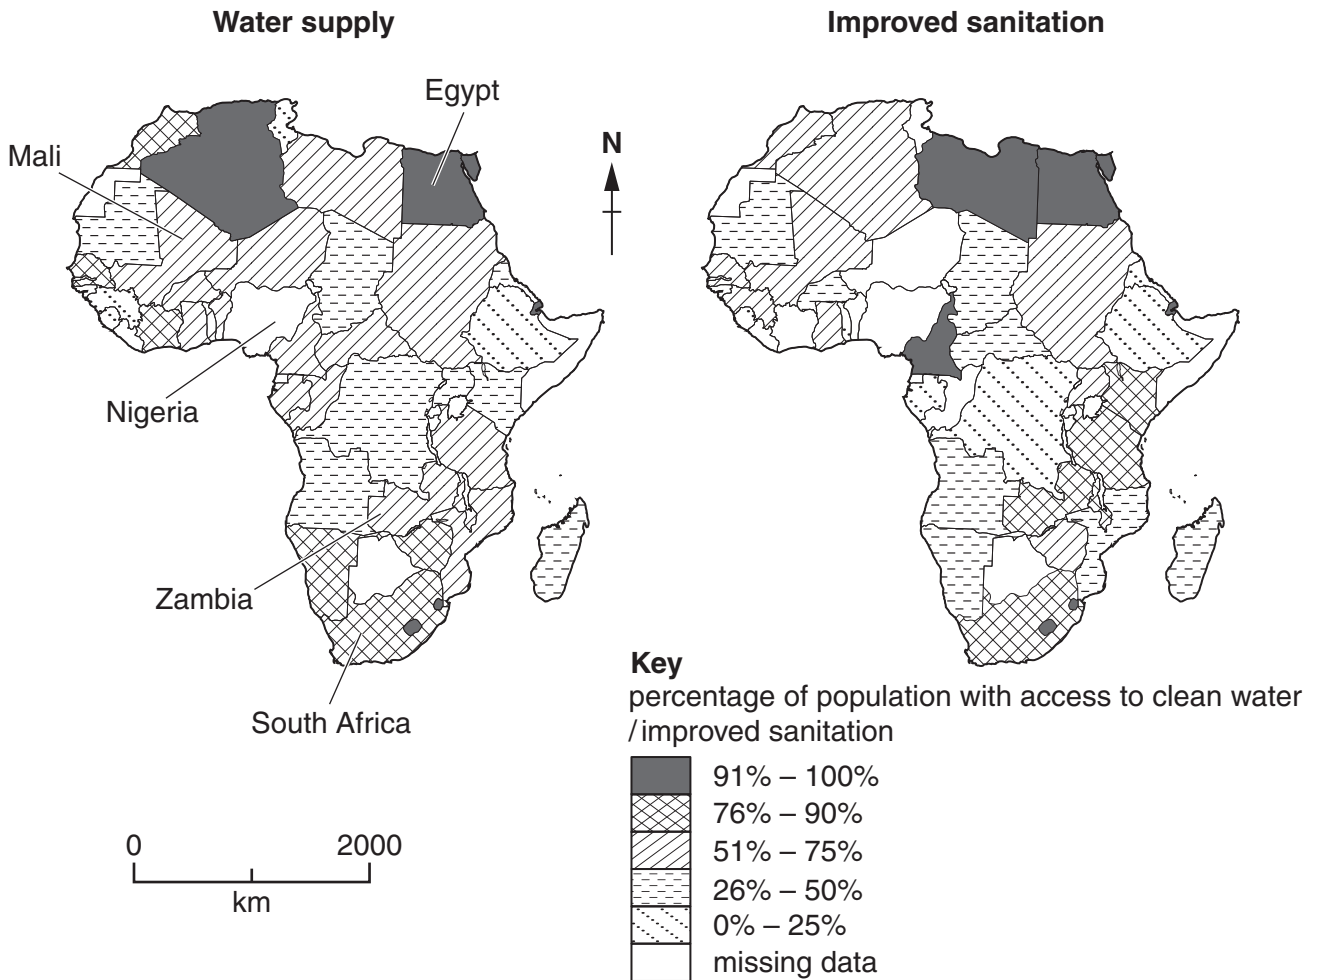 Water supply
Improved sanitation
Egypt
Mali
N
Nigeria
Zambia
South Africa
Key
percentage of population with access to clean water
/improved sanitation
91% – 100%
76% – 90%
51% – 75%
26% – 50%
0% – 25%
missing data
0 2000
km